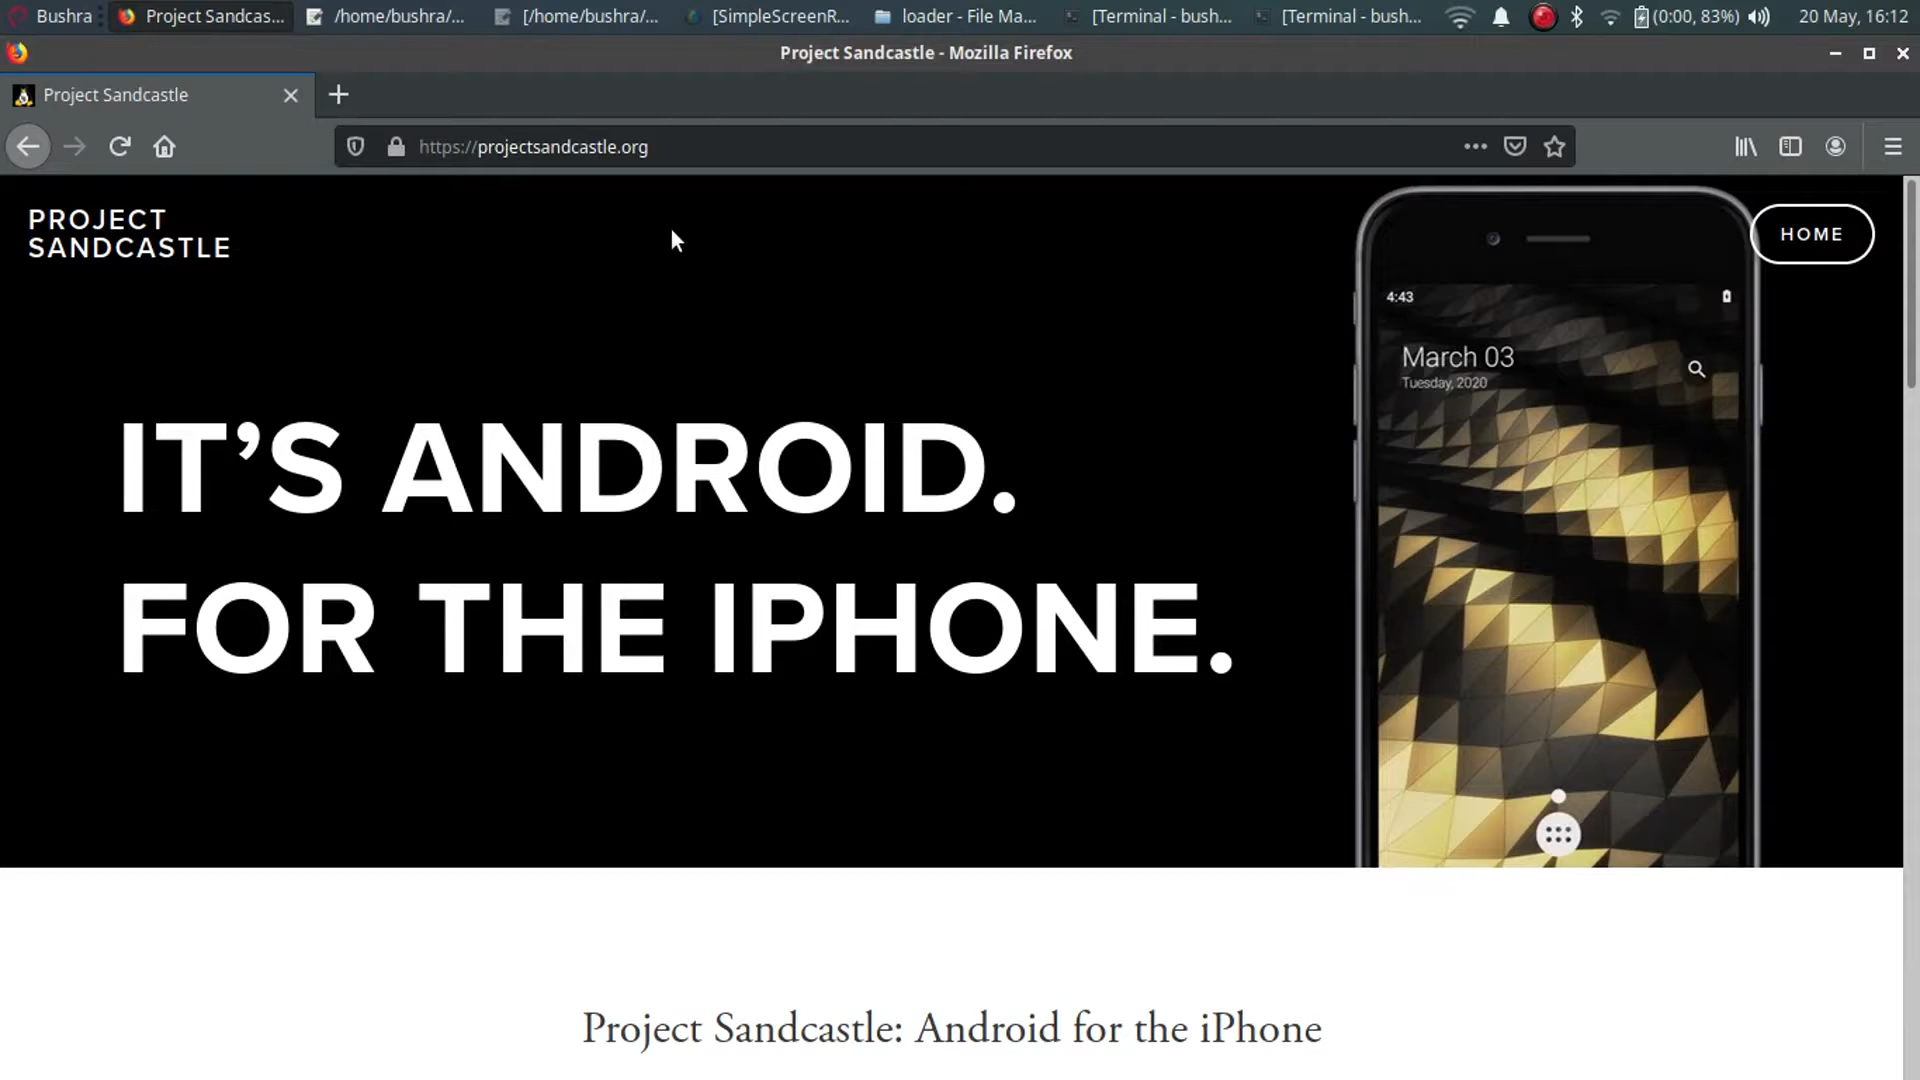 Bushra
Project Sandcas...
/home/bushra/...
[/home/bushra/...
[SimpleScreenR...
loader - File Ma...
[Terminal - bush...
[Terminal - bush...
(0:00, 83%)
20 May, 16:12
Project Sandcastle - Mozilla Firefox
Project Sandcastle
https://projectsandcastle.org
PROJECT
SANDCASTLE
HOME
4:43
March 03
Tuesday, 2020
IT’S ANDROID.
FOR THE IPHONE.
Project Sandcastle: Android for the iPhone